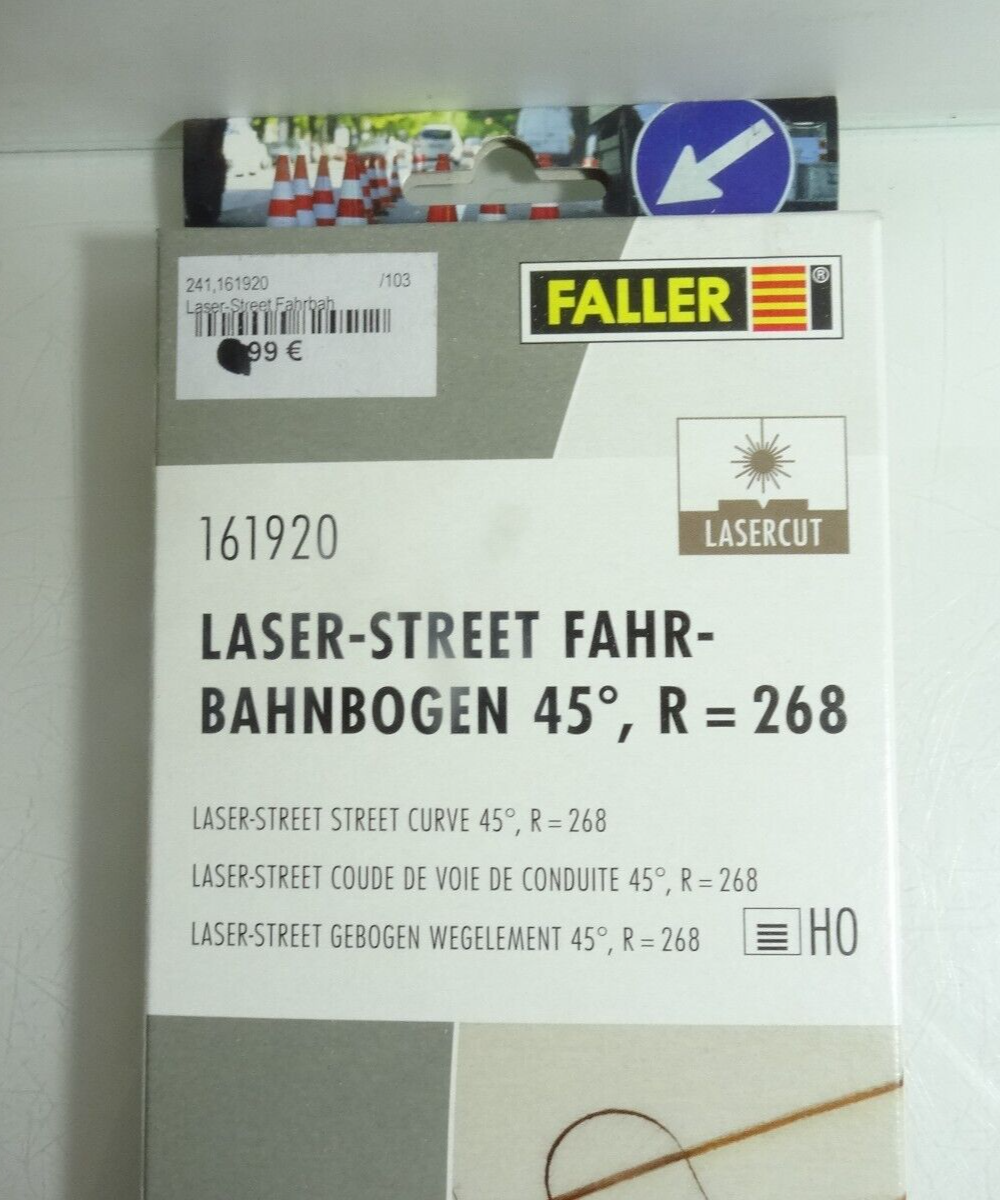 241,161920 /103
Laser-Street Fahrbah
99 €
FALLER ®
LASERCUT
161920
LASER-STREET FAHR-
BAHNBOGEN 45°, R = 268
LASER-STREET STREET CURVE 45°, R = 268
LASER-STREET COUDE DE VOIE DE CONDUITE 45°, R = 268
LASER-STREET GEBOGEN WEGELEMENT 45°, R = 268
HO